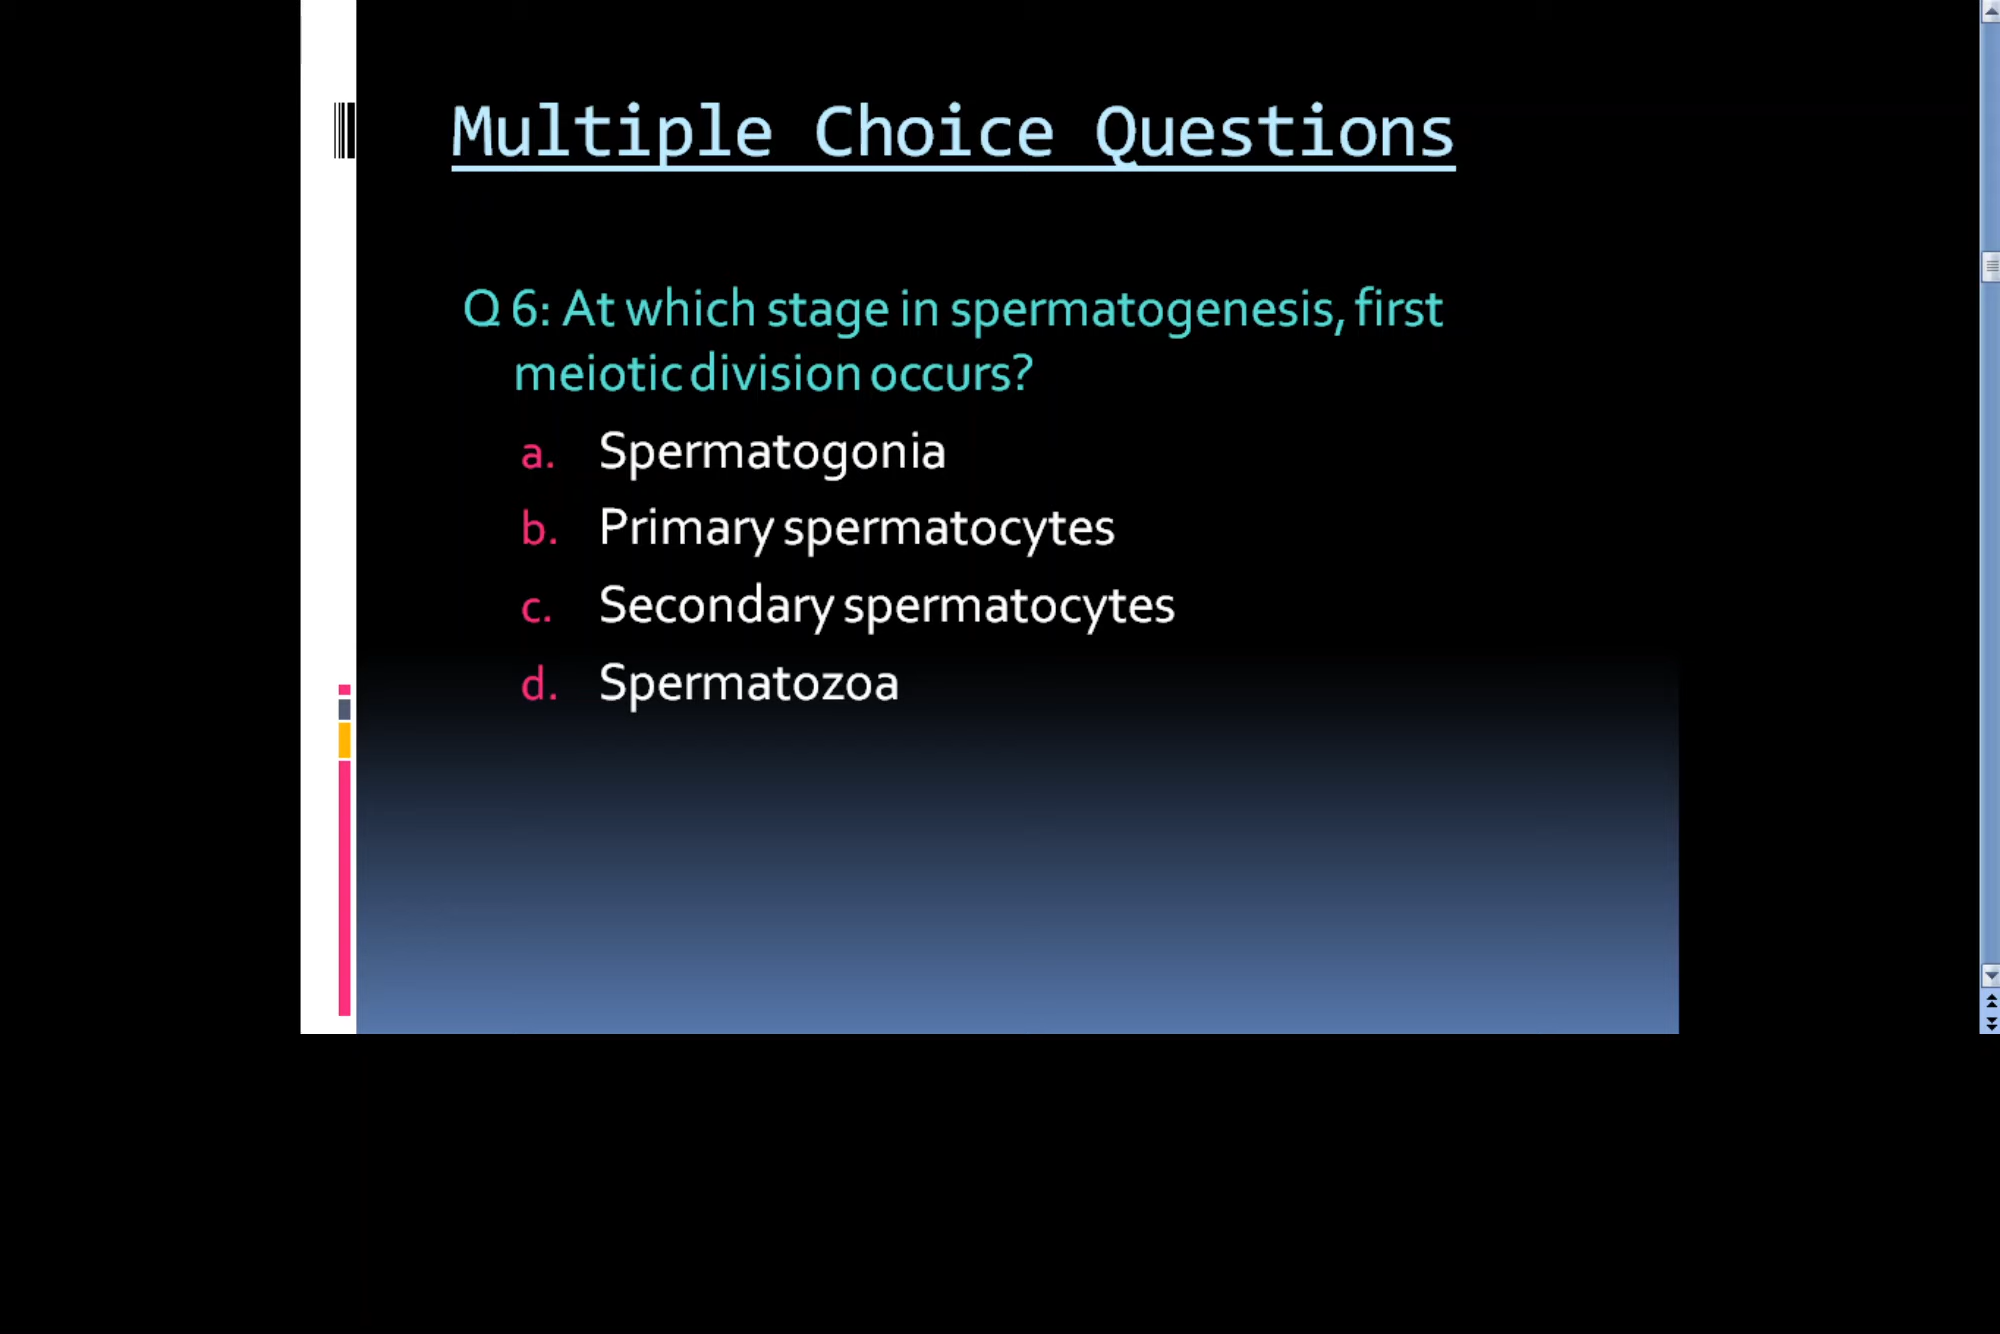 Multiple Choice Questions
Q 6: At which stage in spermatogenesis, first
meiotic division occurs?
a. Spermatogonia
b. Primary spermatocytes
c. Secondary spermatocytes
d. Spermatozoa